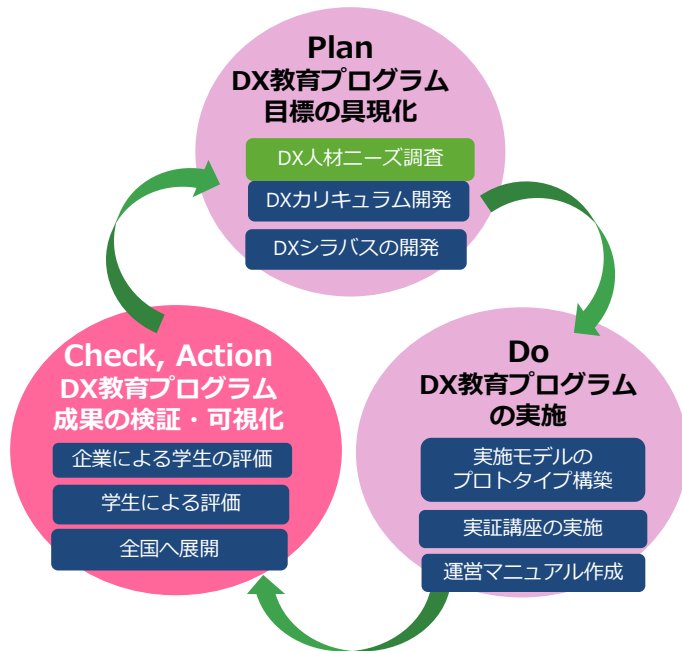 Plan
DX教育プログラム
目標の具現化
DX人材ニーズ調査
DXカリキュラム開発
DXシラバスの開発
Do
DX教育プログラム
の実施
実施モデルの
プロトタイプ構築
実証講座の実施
運営マニュアル作成
Check, Action
DX教育プログラム
成果の検証・可視化
企業による学生の評価
学生による評価
全国へ展開